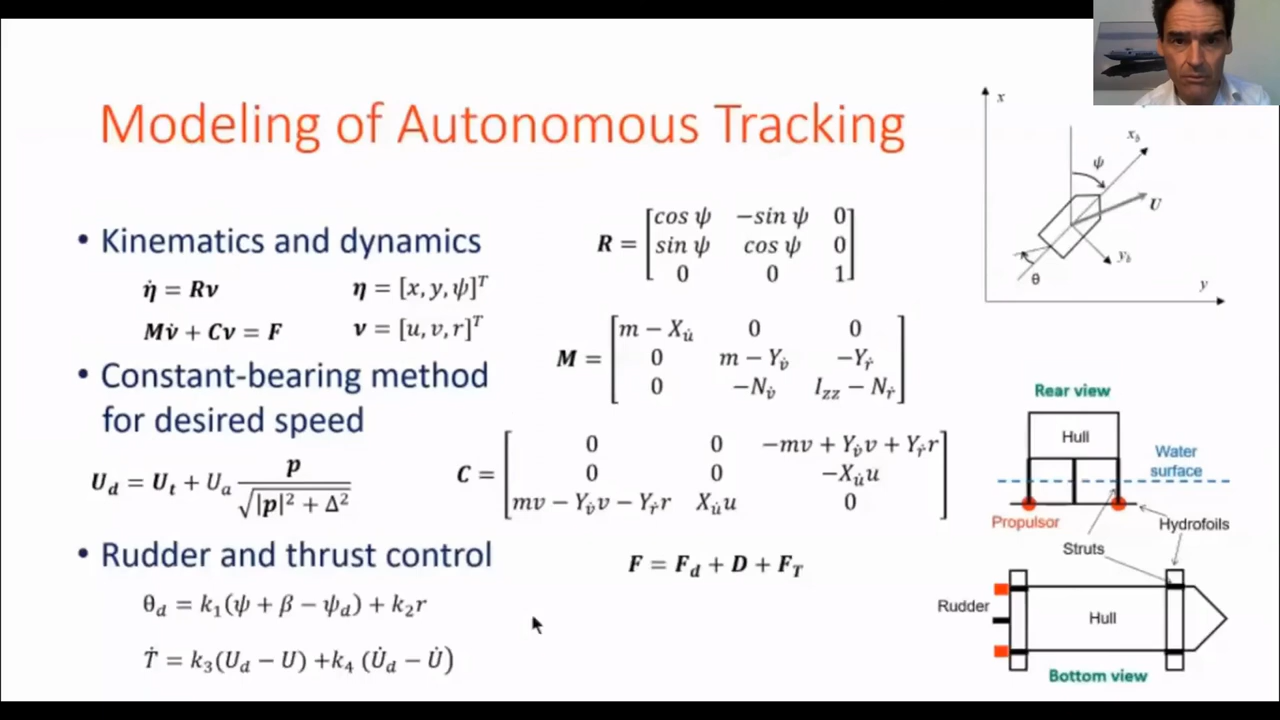 Modeling of Autonomous Tracking
• Kinematics and dynamics
η̇ = Rν
η = [x, y, ψ]ᵀ
Mν̇ + Cν = F
ν = [u, v, r]ᵀ
• Constant-bearing method
for desired speed
U_d = U_t + U_a p / √(|p|² + Δ²)
• Rudder and thrust control
θ_d = k₁(ψ + β − ψ_d) + k₂r
Ṫ = k₃(U_d − U) +k₄ (U̇_d − U̇)
R = [cos ψ −sin ψ 0
sin ψ cos ψ 0
0 0 1]
M = [m − X_u̇ 0 0
0 m − Y_v̇ −Y_ṙ
0 −N_v̇ I_zz − N_ṙ]
C = [0 0 −mv + Y_v̇v + Y_ṙr
0 0 −X_u̇u
mv − Y_v̇v − Y_ṙr X_u̇u 0]
F = F_d + D + F_T
x
x_b
ψ
U
y_b
θ
y
Rear view
Hull
Water
surface
Propulsor
Hydrofoils
Struts
Rudder
Hull
Bottom view